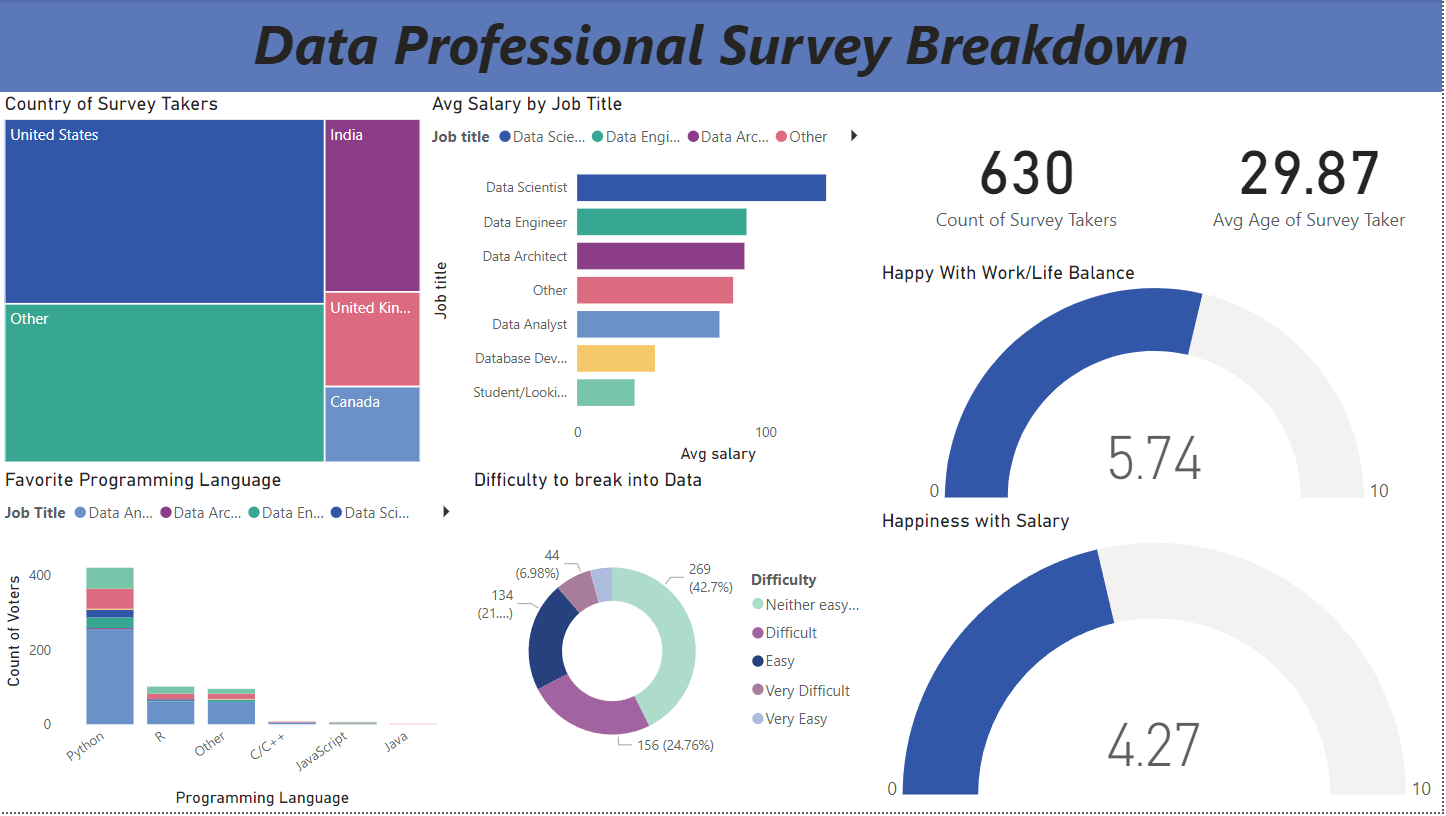 Data Professional Survey Breakdown
Country of Survey Takers
United States
India
Other
United Kin...
Canada
Avg Salary by Job Title
Job title Data Scie... Data Engi... Data Arc... Other
Job title
Data Scientist
Data Engineer
Data Architect
Other
Data Analyst
Database Dev...
Student/Looki...
0 100
Avg salary
630
Count of Survey Takers
29.87
Avg Age of Survey Taker
Happy With Work/Life Balance
5.74
0 10
Happiness with Salary
4.27
0 10
Favorite Programming Language
Job Title Data An... Data Arc... Data En... Data Sci...
Count of Voters
400
200
0
Python R Other C/C++ JavaScript Java
Programming Language
Difficulty to break into Data
44
(6.98%)
269
(42.7%)
134
(21....)
156 (24.76%)
Difficulty
Neither easy...
Difficult
Easy
Very Difficult
Very Easy